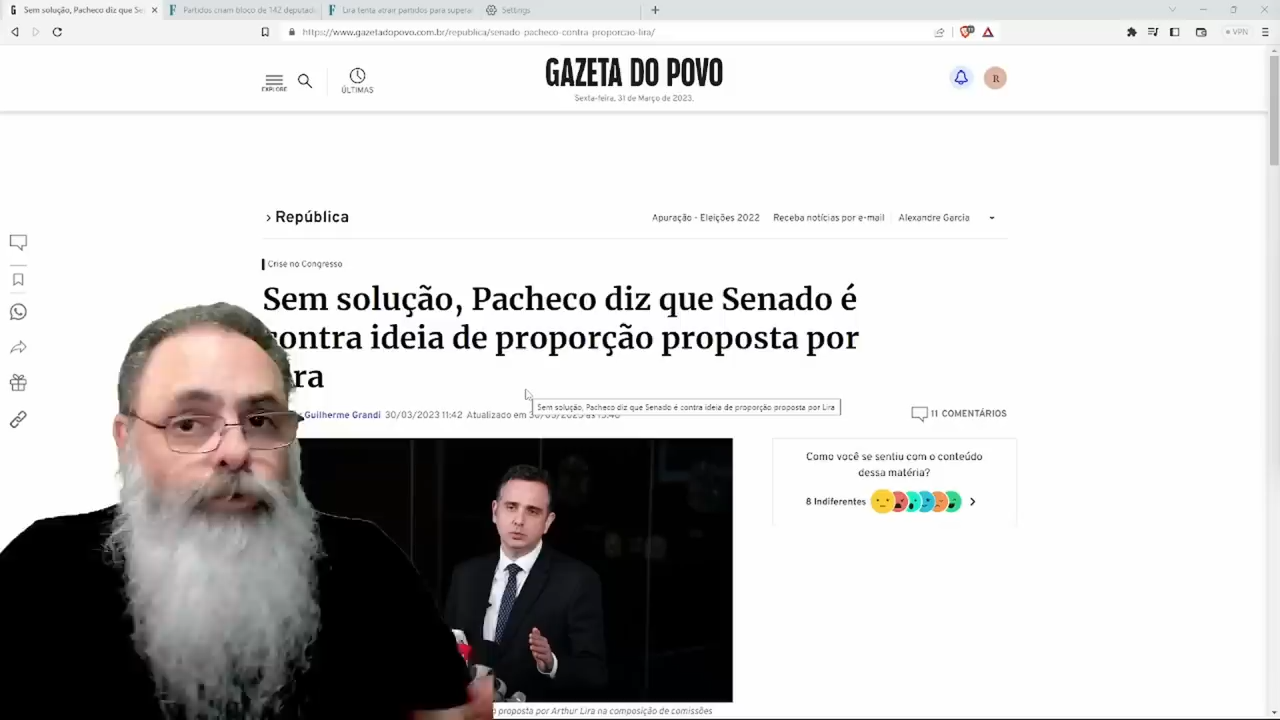 Sem solução, Pacheco diz que Se
Partidos criam bloco de 142 deputad
Lira tenta atrair partidos para supera
Settings
https://www.gazetadopovo.com.br/republica/senado-pacheco-contra-proporcao-lira/
VPN
EXPLORE
ÚLTIMAS
GAZETA DO POVO
Sexta-feira, 31 de Março de 2023.
R
República
Apuração - Eleições 2022
Receba notícias por e-mail
Alexandre Garcia
Crise no Congresso
Sem solução, Pacheco diz que Senado é
contra ideia de proporção proposta por
ra
Guilherme Grandi 30/03/2023 11:42 Atualizado em
Sem solução, Pacheco diz que Senado é contra ideia de proporção proposta por Lira
11 COMENTÁRIOS
Como você se sentiu com o conteúdo
dessa matéria?
8 Indiferentes
proposta por Arthur Lira na composição de comissões